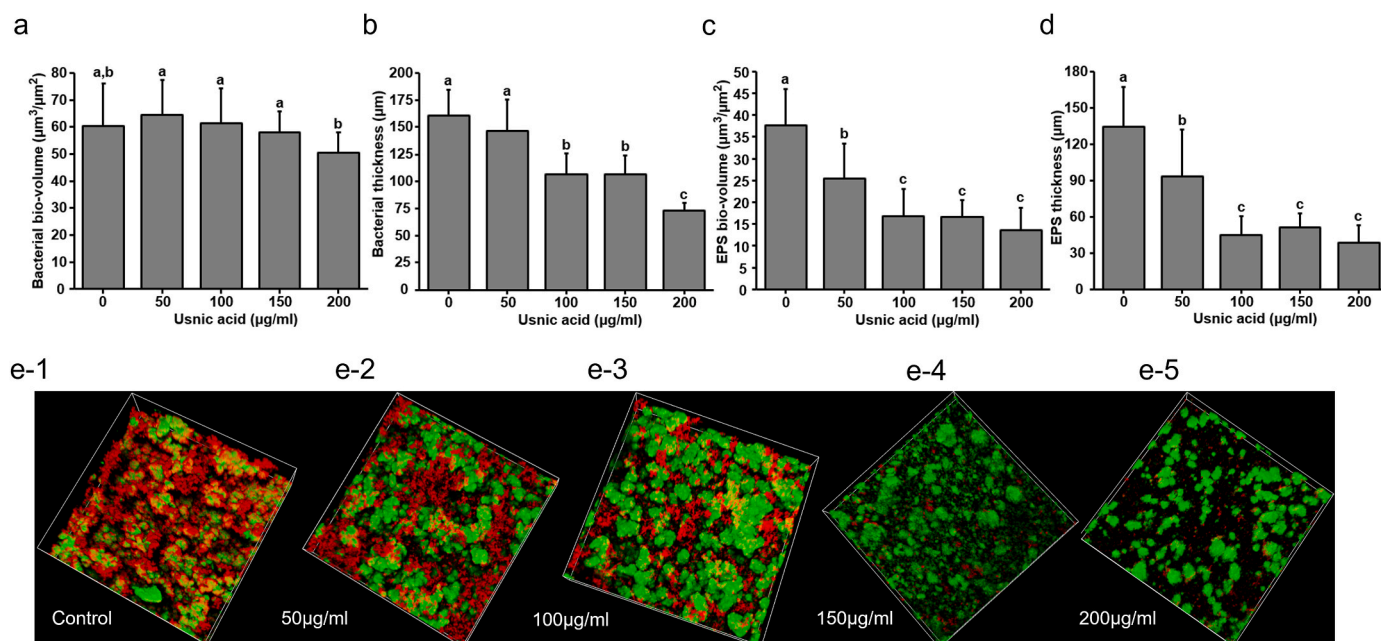 a
b
c
d
Bacterial bio-volume (µm³/µm²)
80
70
60
50
40
30
20
10
0
a,b
a
a
a
b
0 50 100 150 200
Usnic acid (µg/ml)
Bacterial thickness (µm)
200
175
150
125
100
75
50
25
0
a
a
b
b
c
0 50 100 150 200
Usnic acid (µg/ml)
EPS bio-volume (µm³/µm²)
50
45
40
35
30
25
20
15
10
5
0
a
b
c
c
c
0 50 100 150 200
Usnic acid (µg/ml)
EPS thickness (µm)
180
150
120
90
60
30
0
a
b
c
c
c
0 50 100 150 200
Usnic acid (µg/ml)
e-1
e-2
e-3
e-4
e-5
Control
50µg/ml
100µg/ml
150µg/ml
200µg/ml